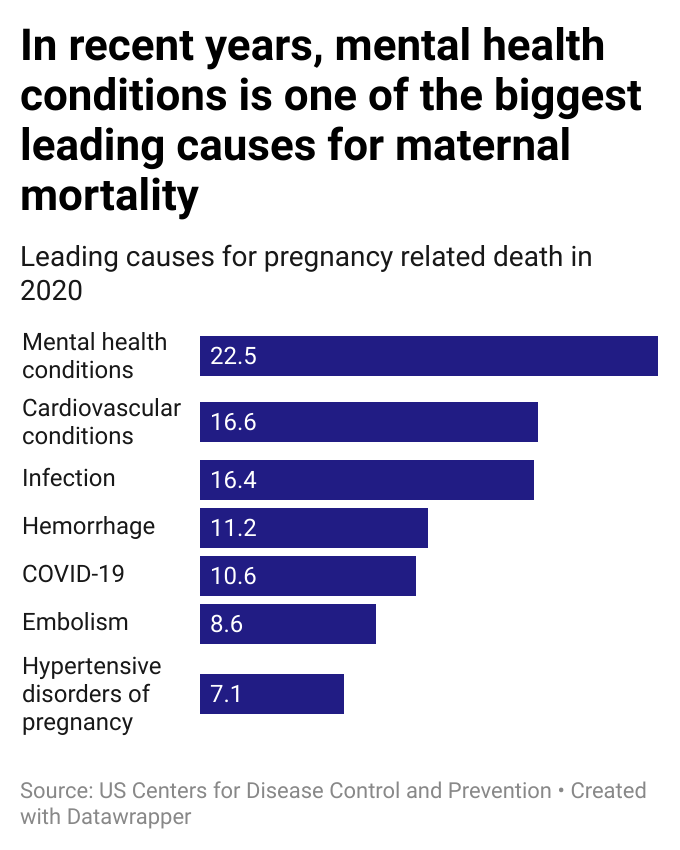 In recent years, mental health
conditions is one of the biggest
leading causes for maternal
mortality
Leading causes for pregnancy related death in
2020
Mental health
conditions
22.5
Cardiovascular
conditions
16.6
Infection
16.4
Hemorrhage
11.2
COVID-19
10.6
Embolism
8.6
Hypertensive
disorders of
pregnancy
7.1
Source: US Centers for Disease Control and Prevention • Created
with Datawrapper